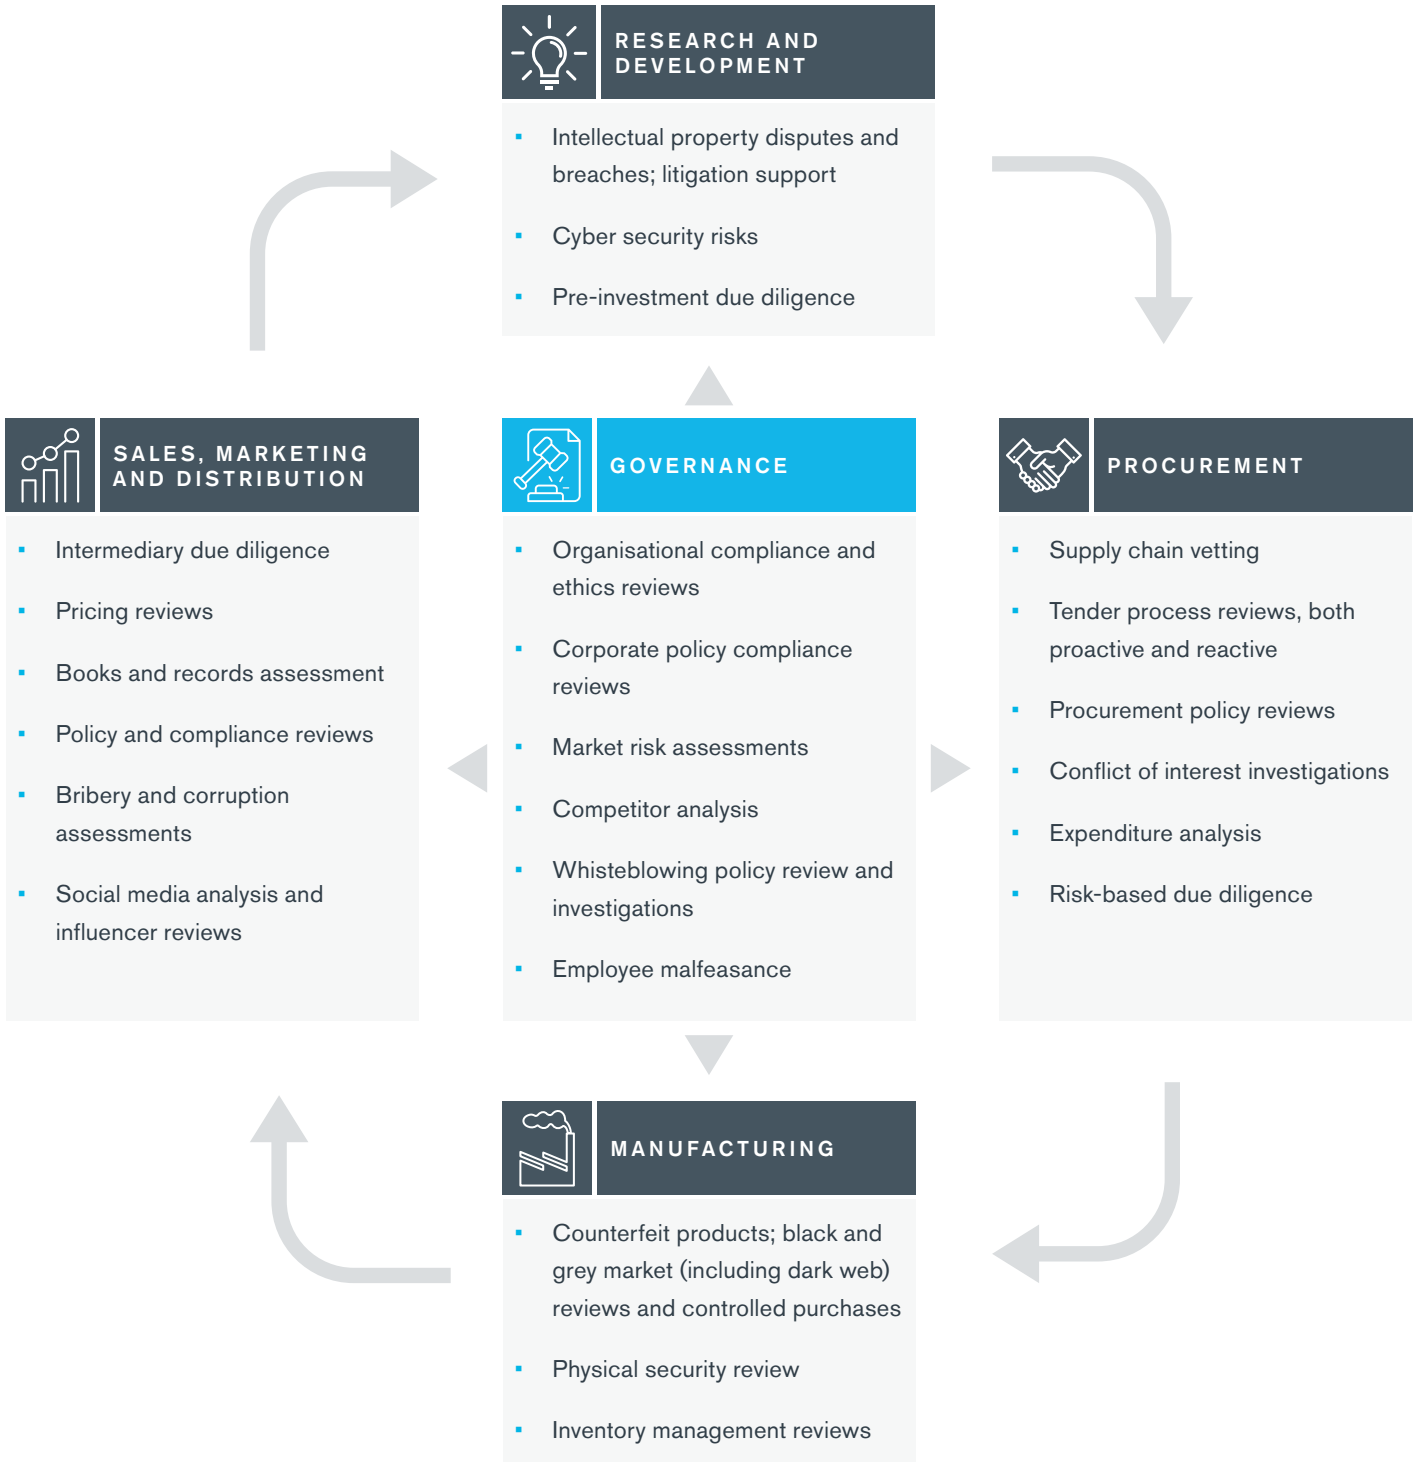 RESEARCH AND
DEVELOPMENT
Intellectual property disputes and
breaches; litigation support
Cyber security risks
Pre-investment due diligence
SALES, MARKETING
AND DISTRIBUTION
Intermediary due diligence
Pricing reviews
Books and records assessment
Policy and compliance reviews
Bribery and corruption
assessments
Social media analysis and
influencer reviews
GOVERNANCE
Organisational compliance and
ethics reviews
Corporate policy compliance
reviews
Market risk assessments
Competitor analysis
Whisteblowing policy review and
investigations
Employee malfeasance
PROCUREMENT
Supply chain vetting
Tender process reviews, both
proactive and reactive
Procurement policy reviews
Conflict of interest investigations
Expenditure analysis
Risk-based due diligence
MANUFACTURING
Counterfeit products; black and
grey market (including dark web)
reviews and controlled purchases
Physical security review
Inventory management reviews